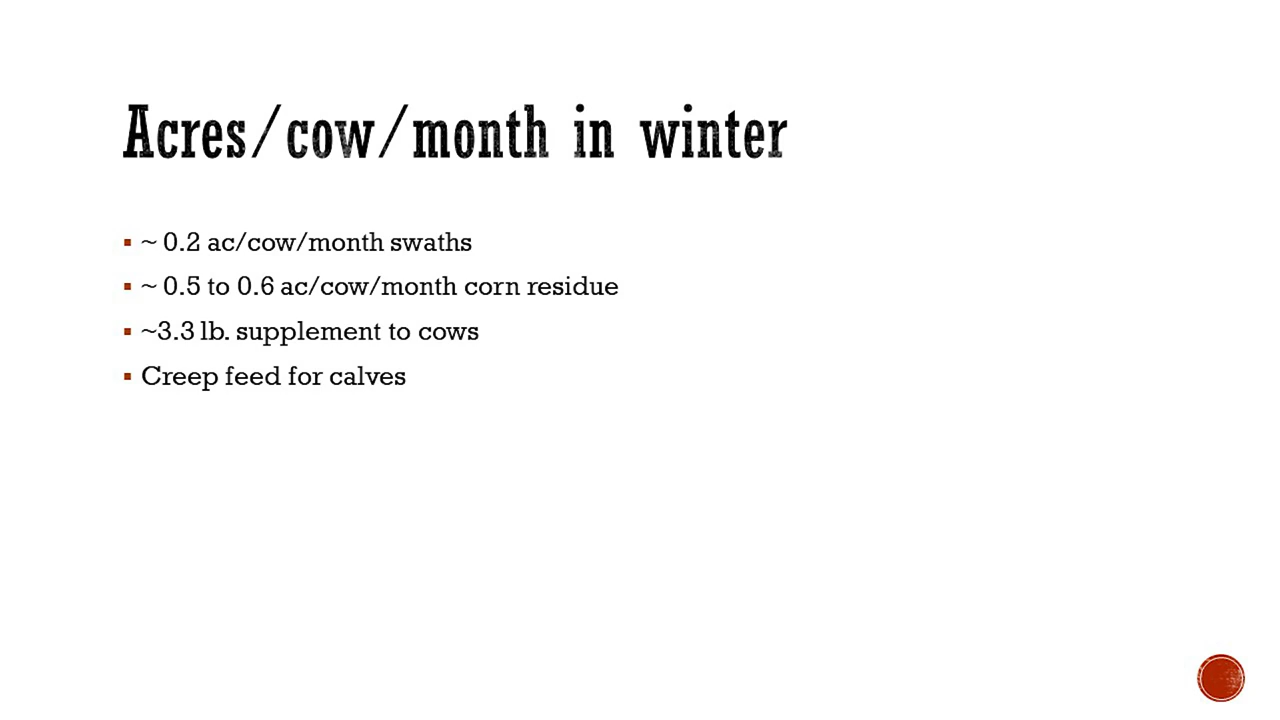 Acres/cow/month in winter
~ 0.2 ac/cow/month swaths
~ 0.5 to 0.6 ac/cow/month corn residue
~3.3 lb. supplement to cows
Creep feed for calves